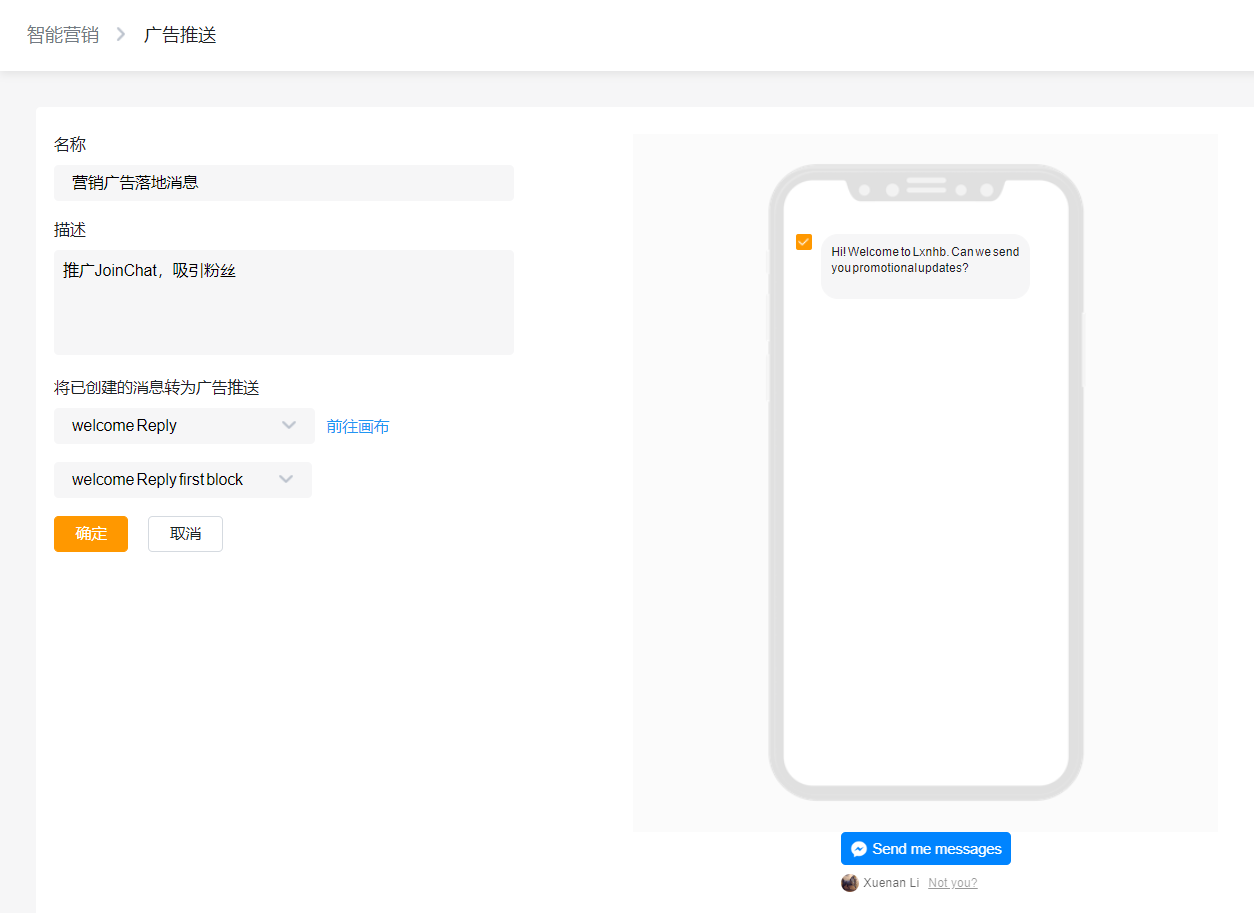 智能营销 > 广告推送
名称
营销广告落地消息
描述
推广JoinChat，吸引粉丝
将已创建的消息转为广告推送
welcome Reply
前往画布
welcome Reply first block
确定
取消
Hi! Welcome to Lxnhb. Can we send
you promotional updates?
Send me messages
Xuenan Li Not you?